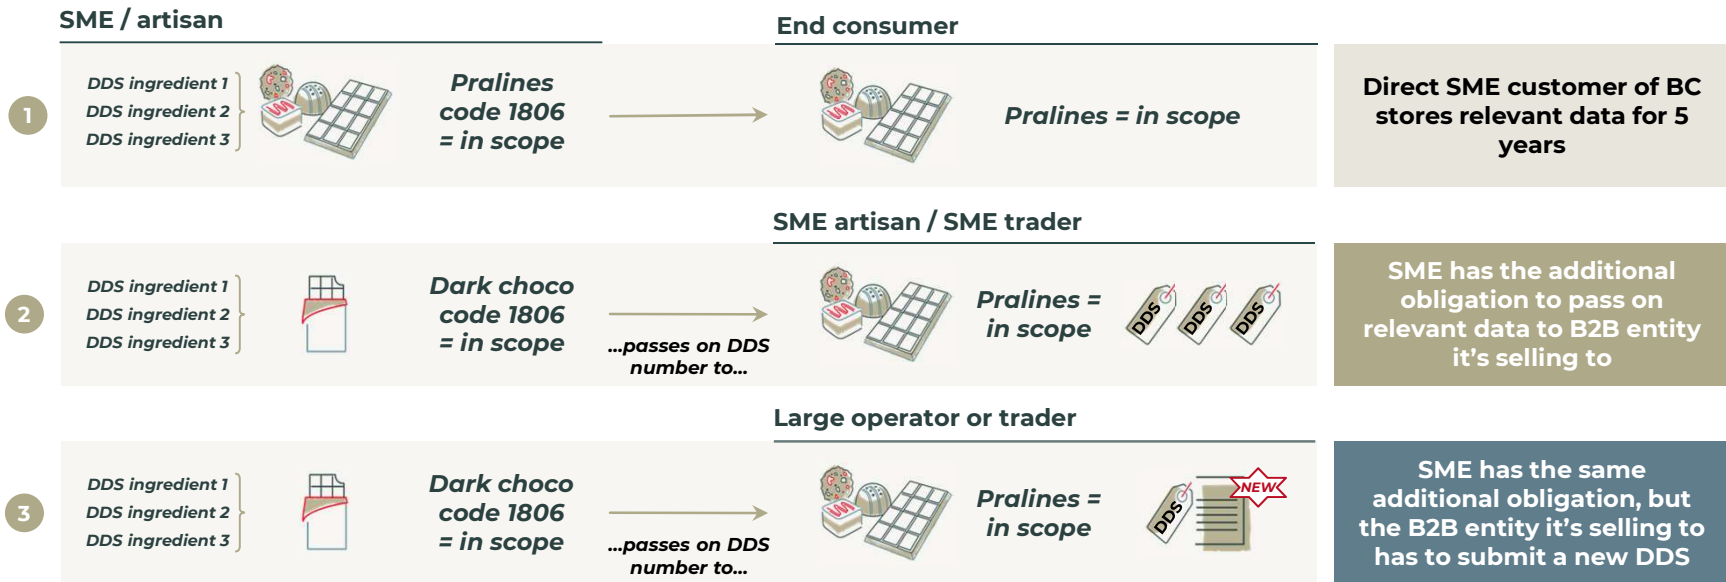 SME / artisan
End consumer
1
DDS ingredient 1
DDS ingredient 2
DDS ingredient 3
Pralines
code 1806
= in scope
Pralines = in scope
Direct SME customer of BC
stores relevant data for 5
years
SME artisan / SME trader
2
DDS ingredient 1
DDS ingredient 2
DDS ingredient 3
Dark choco
code 1806
= in scope
...passes on DDS
number to...
Pralines =
in scope
DDS
DDS
DDS
SME has the additional
obligation to pass on
relevant data to B2B entity
it's selling to
Large operator or trader
3
DDS ingredient 1
DDS ingredient 2
DDS ingredient 3
Dark choco
code 1806
= in scope
...passes on DDS
number to...
Pralines =
in scope
DDS
NEW
SME has the same
additional obligation, but
the B2B entity it's selling to
has to submit a new DDS